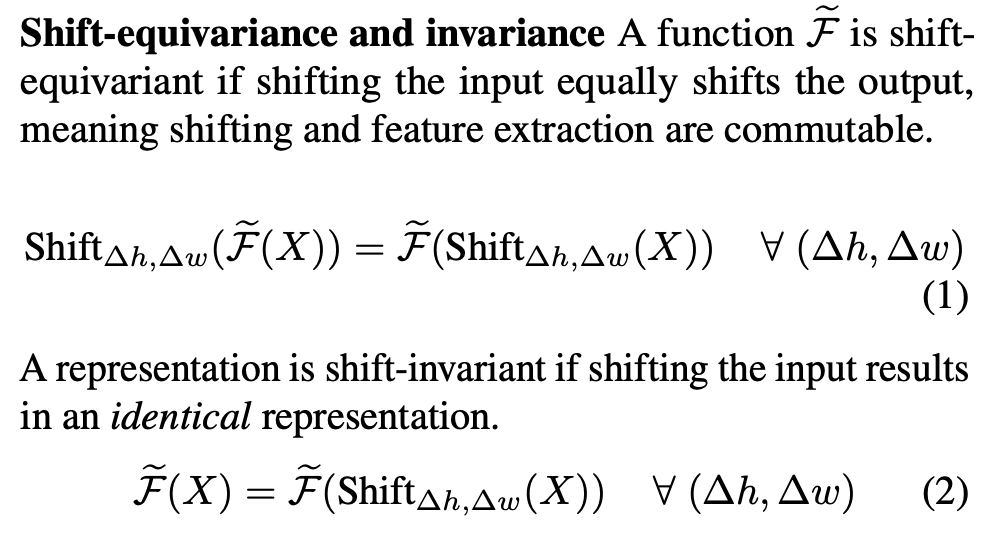 Shift-equivariance and invariance A function $\widetilde{\mathcal{F}}$ is shift-
equivariant if shifting the input equally shifts the output,
meaning shifting and feature extraction are commutable.
$\text{Shift}_{\Delta h, \Delta w}(\widetilde{\mathcal{F}}(X)) = \widetilde{\mathcal{F}}(\text{Shift}_{\Delta h, \Delta w}(X)) \quad \forall\ (\Delta h, \Delta w)$
(1)
A representation is shift-invariant if shifting the input results
in an identical representation.
$\widetilde{\mathcal{F}}(X) = \widetilde{\mathcal{F}}(\text{Shift}_{\Delta h, \Delta w}(X)) \quad \forall\ (\Delta h, \Delta w)$ (2)